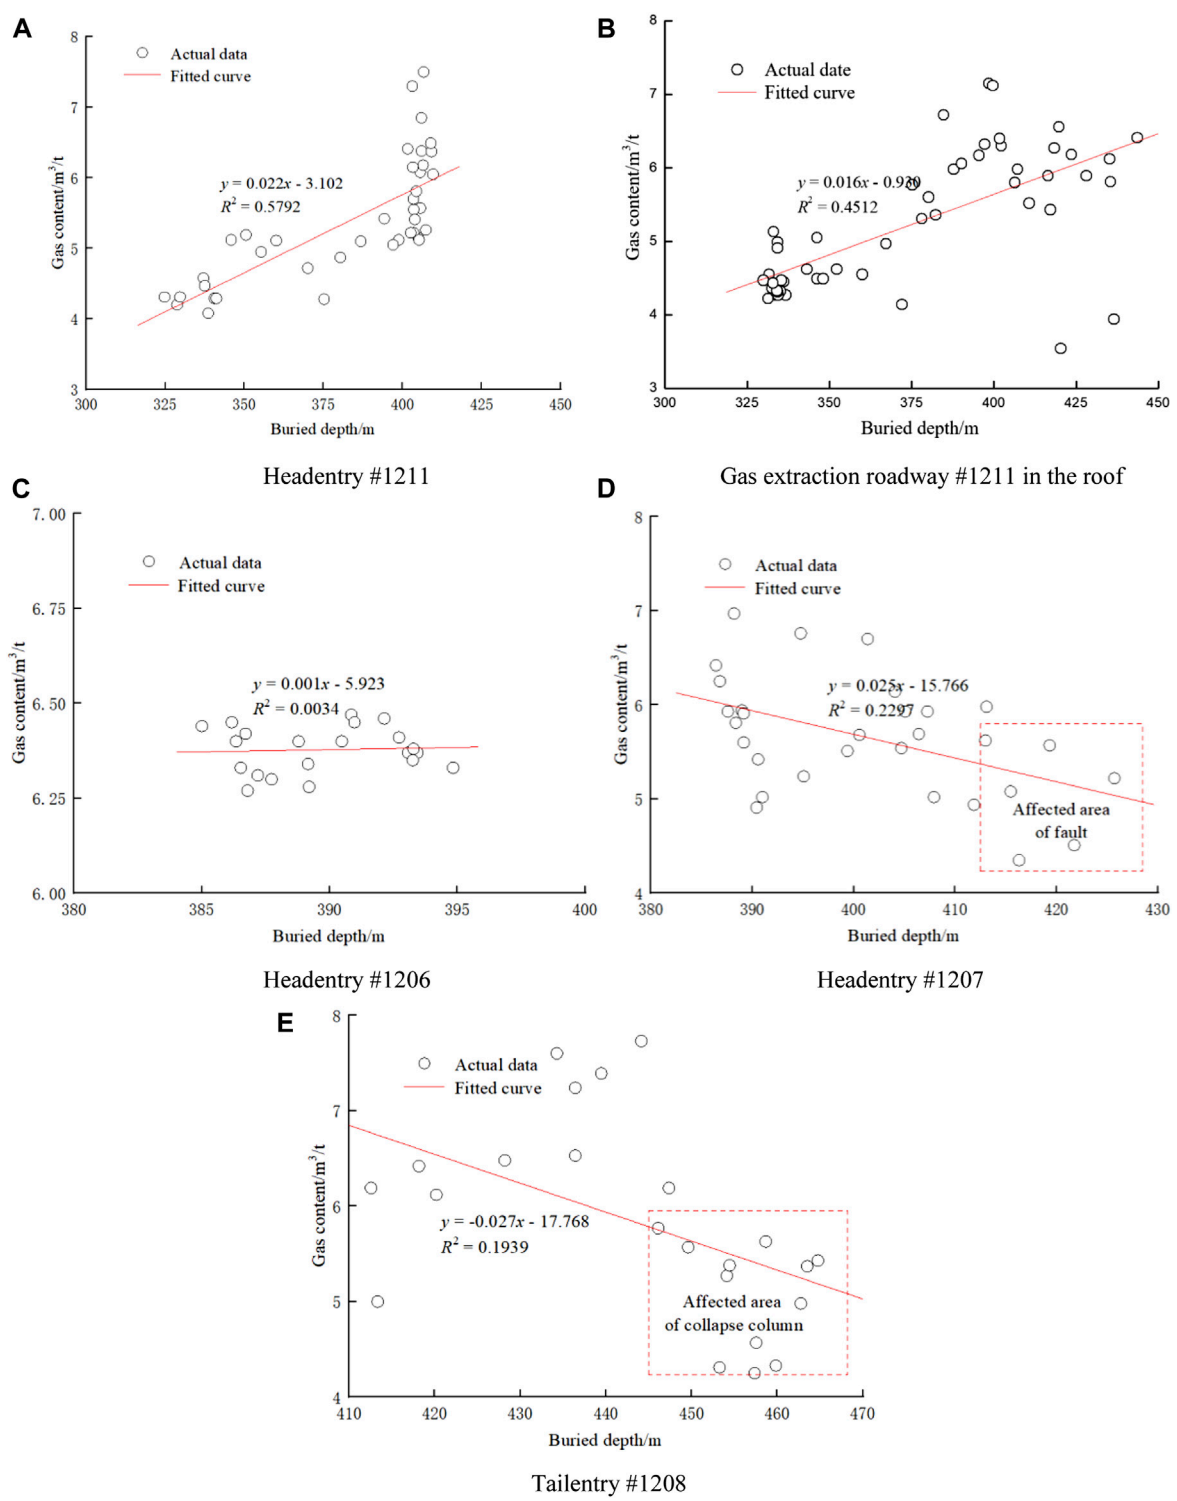 A
8
7
6
5
4
3
Gas content/m³/t
Actual data
Fitted curve
y = 0.022x - 3.102
R² = 0.5792
300 325 350 375 400 425 450
Buried depth/m
Headentry #1211
B
8
7
6
5
4
3
Gas content/m³/t
Actual date
Fitted curve
y = 0.016x - 0.930
R² = 0.4512
300 325 350 375 400 425 450
Buried depth/m
Gas extraction roadway #1211 in the roof
C
7.00
6.75
6.50
6.25
6.00
Gas content/m³/t
Actual data
Fitted curve
y = 0.001x - 5.923
R² = 0.0034
380 385 390 395 400
Buried depth/m
Headentry #1206
D
8
7
6
5
4
Gas content/m³/t
Actual data
Fitted curve
y = 0.025x - 15.766
R² = 0.2297
Affected area
of fault
380 390 400 410 420 430
Buried depth/m
Headentry #1207
E
8
7
6
5
4
Gas content/m³/t
Actual data
Fitted curve
y = -0.027x - 17.768
R² = 0.1939
Affected area
of collapse column
410 420 430 440 450 460 470
Buried depth/m
Tailentry #1208